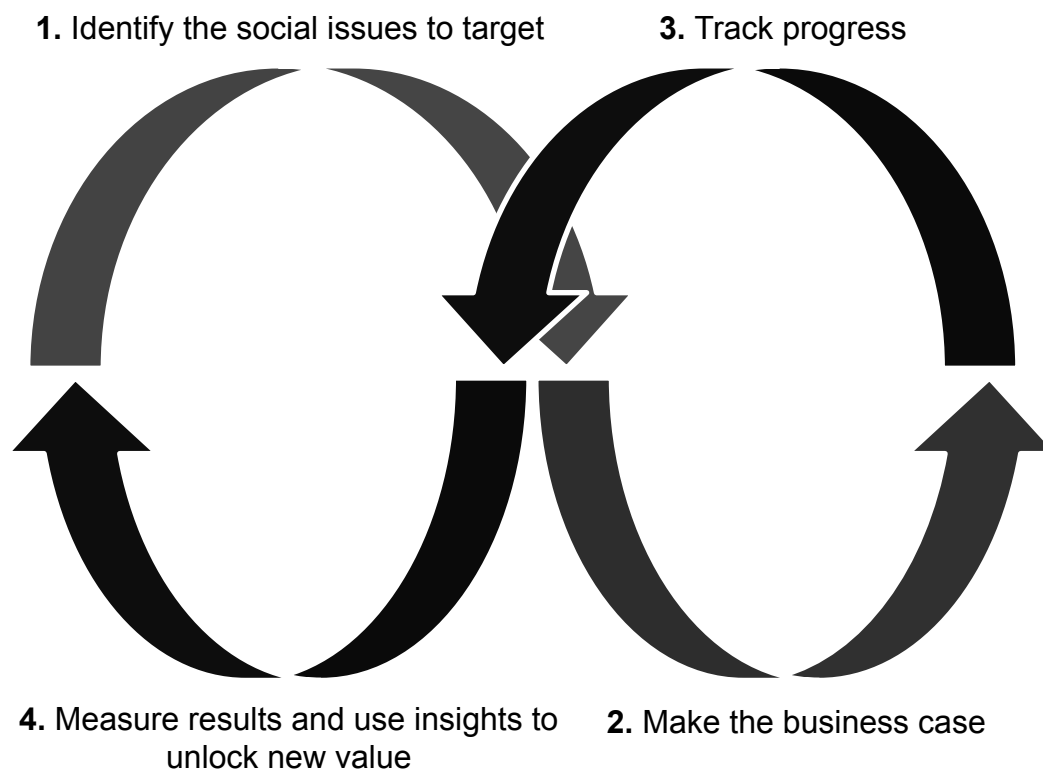 1. Identify the social issues to target
3. Track progress
4. Measure results and use insights to
unlock new value
2. Make the business case